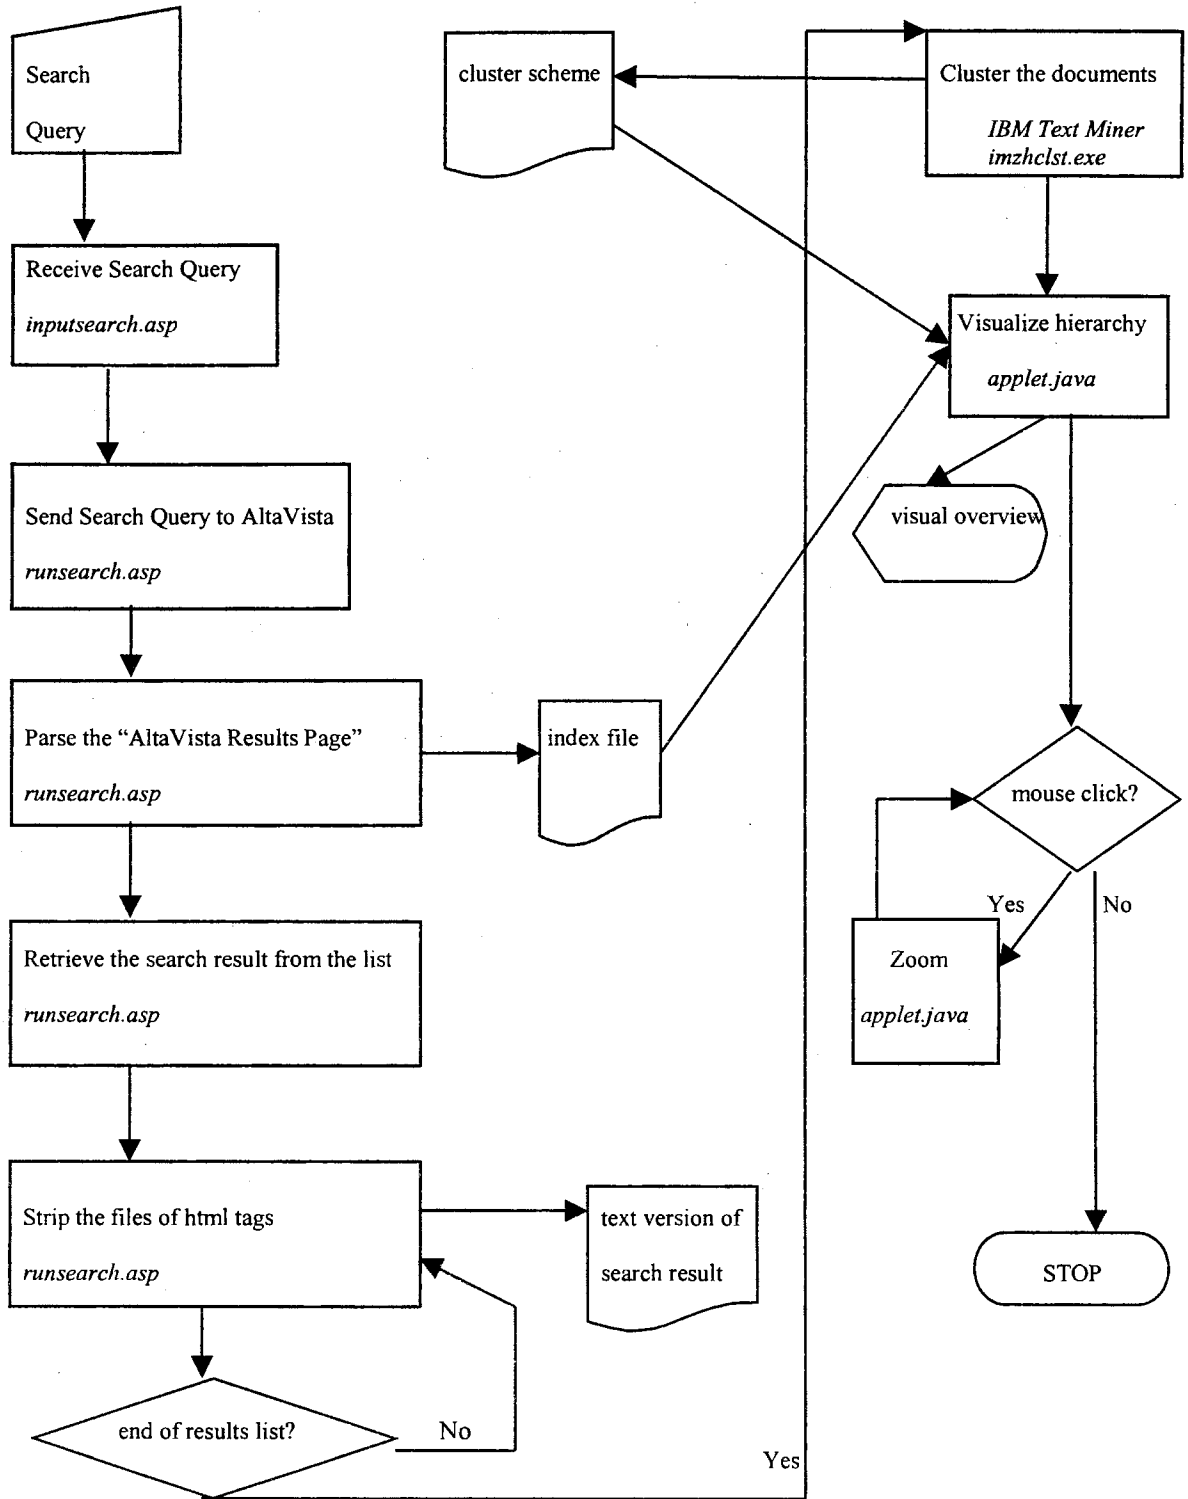 Search
Query
Receive Search Query
inputsearch.asp
Send Search Query to AltaVista
runsearch.asp
Parse the “AltaVista Results Page”
runsearch.asp
index file
Retrieve the search result from the list
runsearch.asp
Strip the files of html tags
runsearch.asp
text version of
search result
end of results list?
No
Yes
cluster scheme
Cluster the documents
IBM Text Miner
imzhclst.exe
Visualize hierarchy
applet.java
visual overview
mouse click?
Yes
No
Zoom
applet.java
STOP